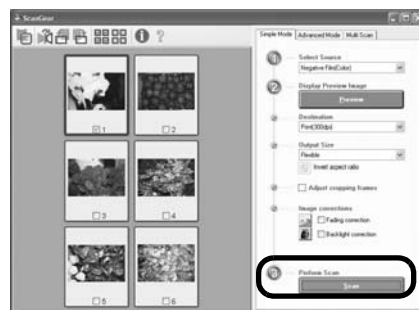 ScanGear
Simple Mode Advanced Mode Multi Scan
1 Select Source
Negative Film(Color)
2 Display Preview Image
Preview
Destination
Print(300dpi)
Output Size
Flexible
Invert aspect ratio
Adjust cropping frames
Image corrections
Fading correction
Backlight correction
Perform Scan
Scan
1
2
3
4
5
6